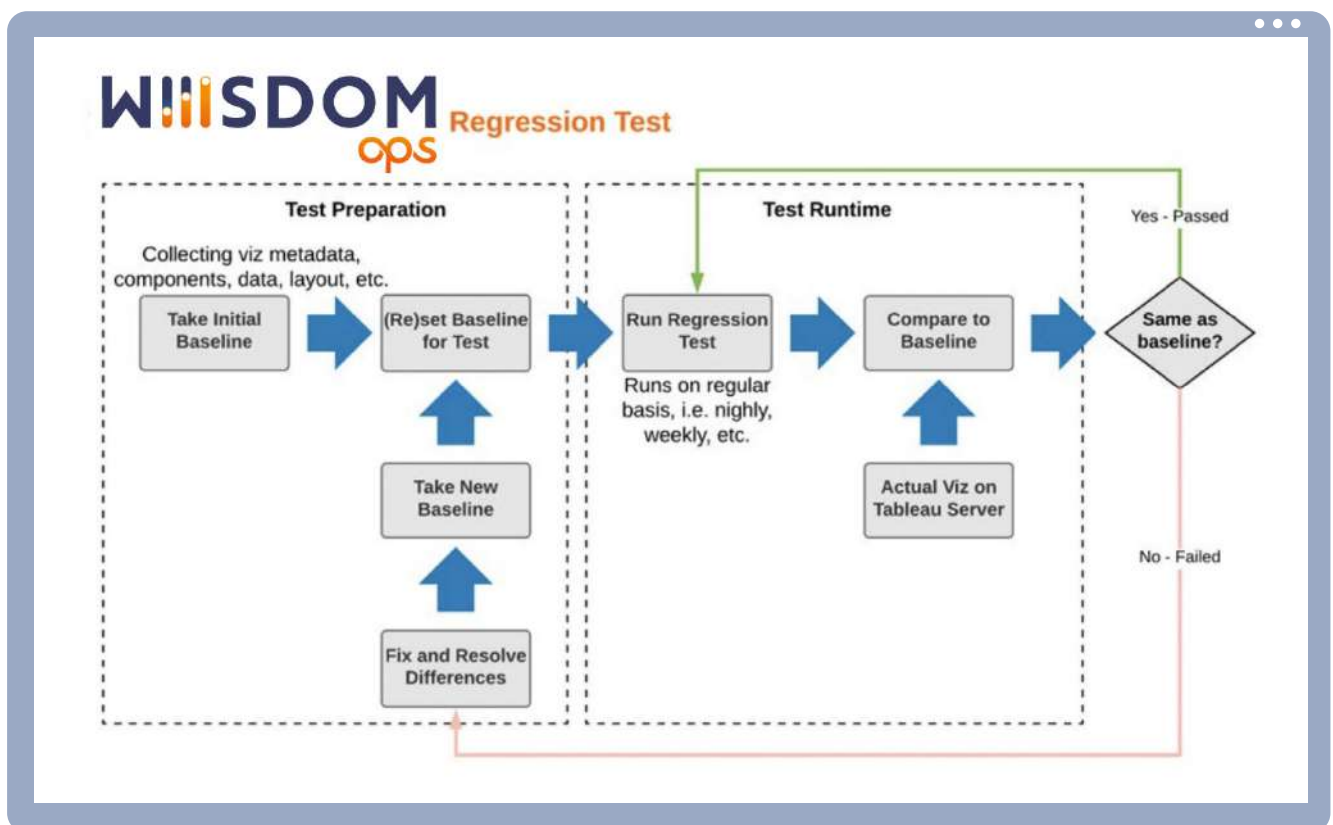 WIIISDOM
ops
Regression Test
Test Preparation
Collecting viz metadata,
components, data, layout, etc.
Take Initial
Baseline
(Re)set Baseline
for Test
Take New
Baseline
Fix and Resolve
Differences
Test Runtime
Run Regression
Test
Runs on regular
basis, i.e. nighly,
weekly, etc.
Compare to
Baseline
Actual Viz on
Tableau Server
Same as
baseline?
Yes - Passed
No - Failed